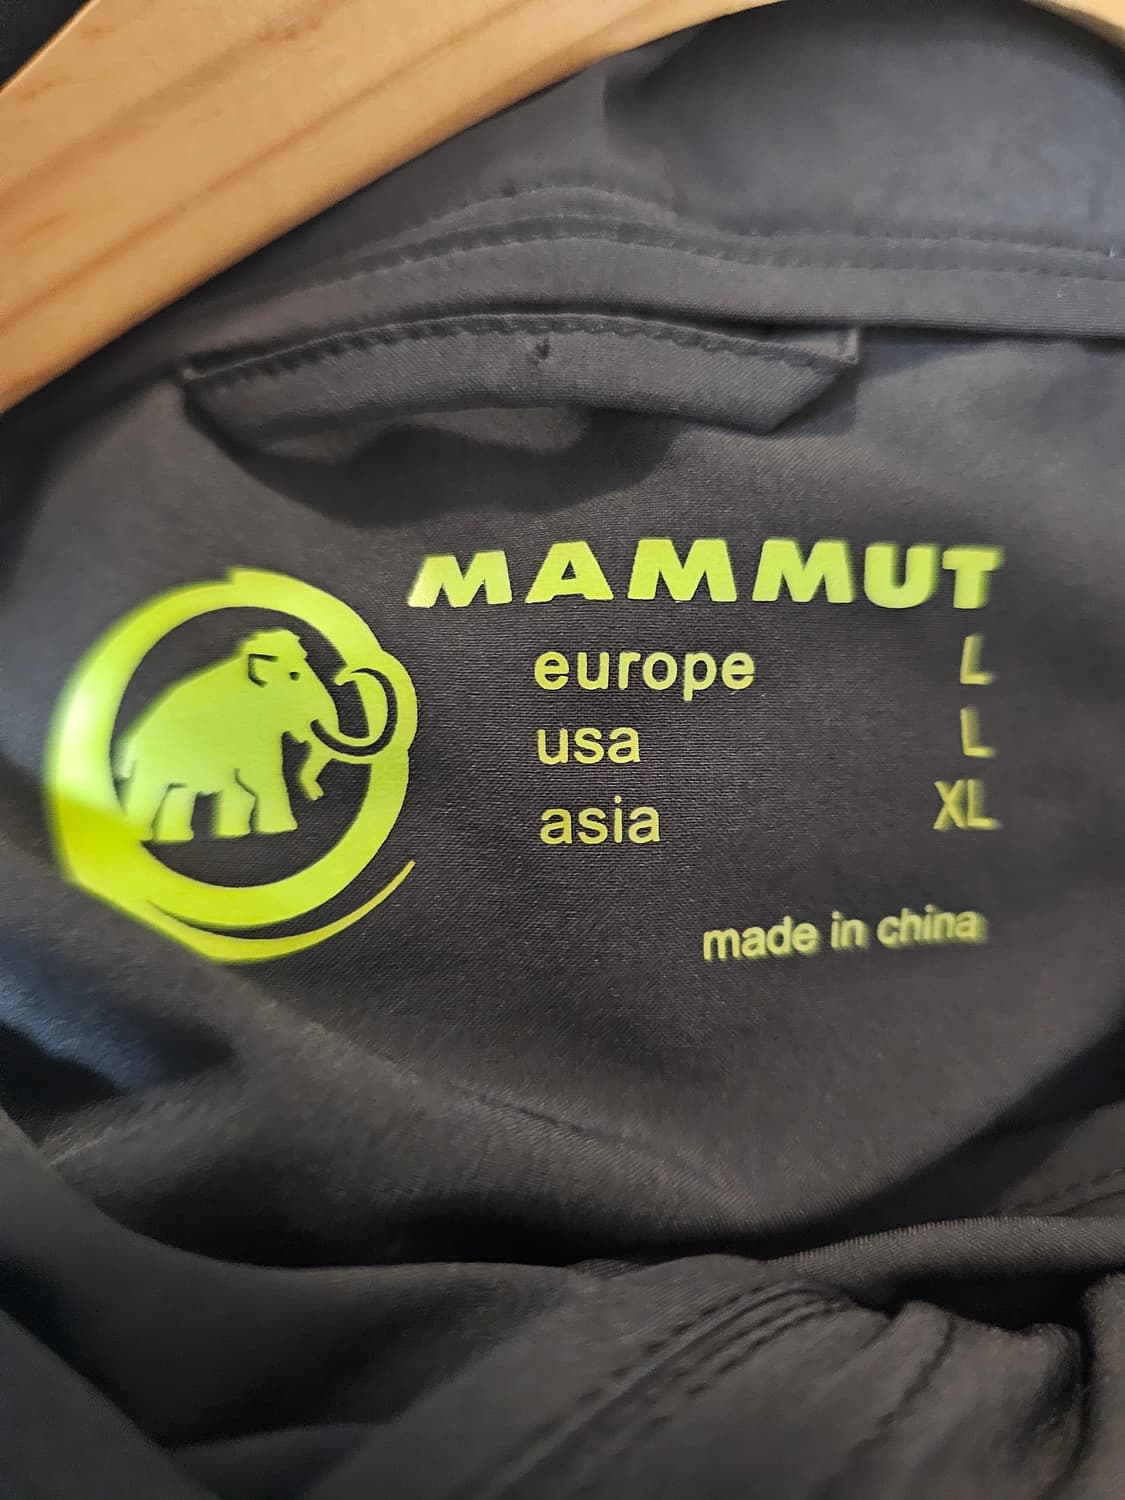 MAMMUT
europe L
usa L
asia XL
made in china